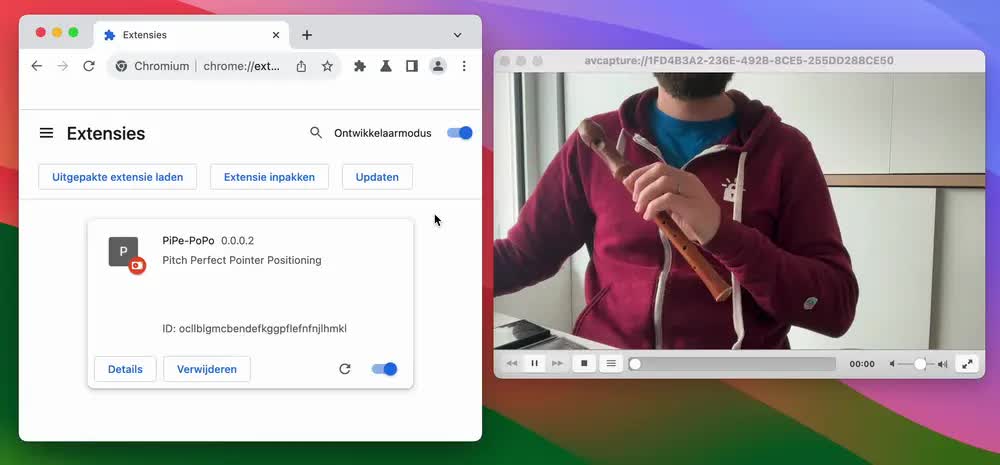 Extensies
Chromium chrome://ext...
Extensies
Ontwikkelaarmodus
Uitgepakte extensie laden
Extensie inpakken
Updaten
P
PiPe-PoPo 0.0.0.2
Pitch Perfect Pointer Positioning
ID: ocllbigmcbendefkggpflefnfnjlhmkl
Details
Verwijderen
avcapture://1FD4B3A2-236E-492B-8CE5-255DD288CE50
00:00